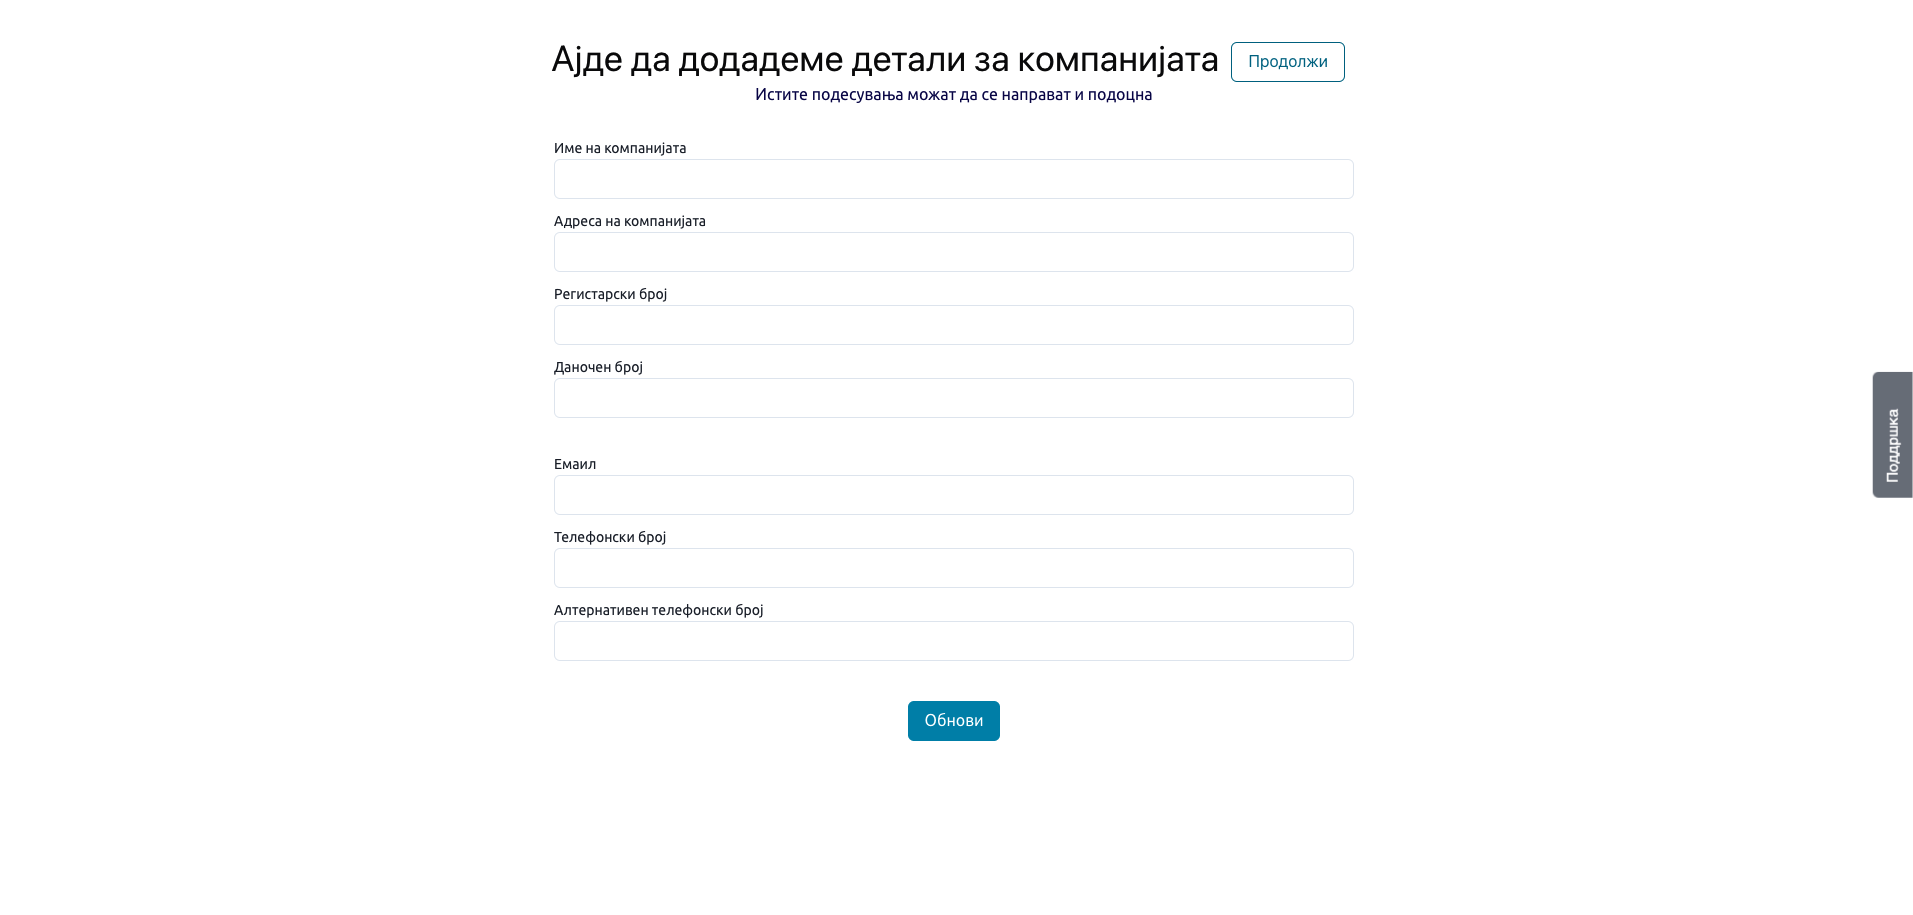 Ајде да додадеме детали за компанијата
Продолжи
Истите подесувања можат да се направат и подоцна
Име на компанијата
Адреса на компанијата
Регистарски број
Даночен број
Емаил
Телефонски број
Алтернативен телефонски број
Обнови
Поддршка